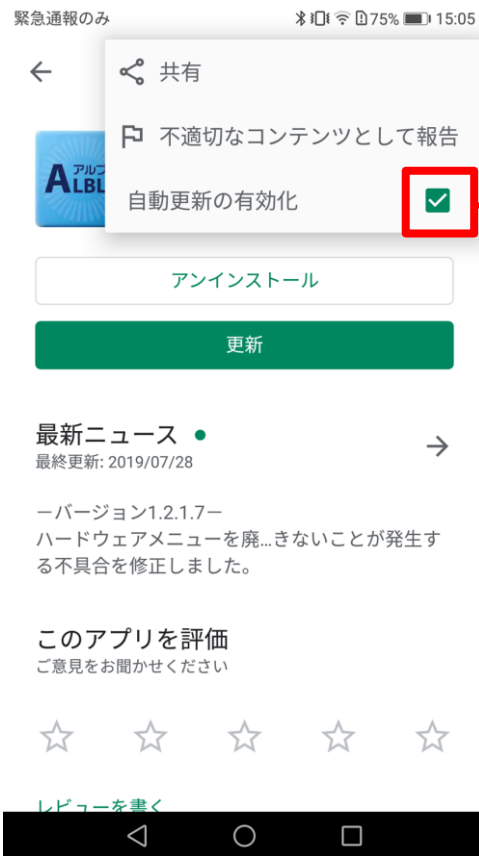 緊急通報のみ 75% 15:05
共有
不適切なコンテンツとして報告
自動更新の有効化
アルブ
ALBL
アンインストール
更新
最新ニュース
最終更新: 2019/07/28
－バージョン1.2.1.7－
ハードウェアメニューを廃...きないことが発生す
る不具合を修正しました。
このアプリを評価
ご意見をお聞かせください
レビューを書く